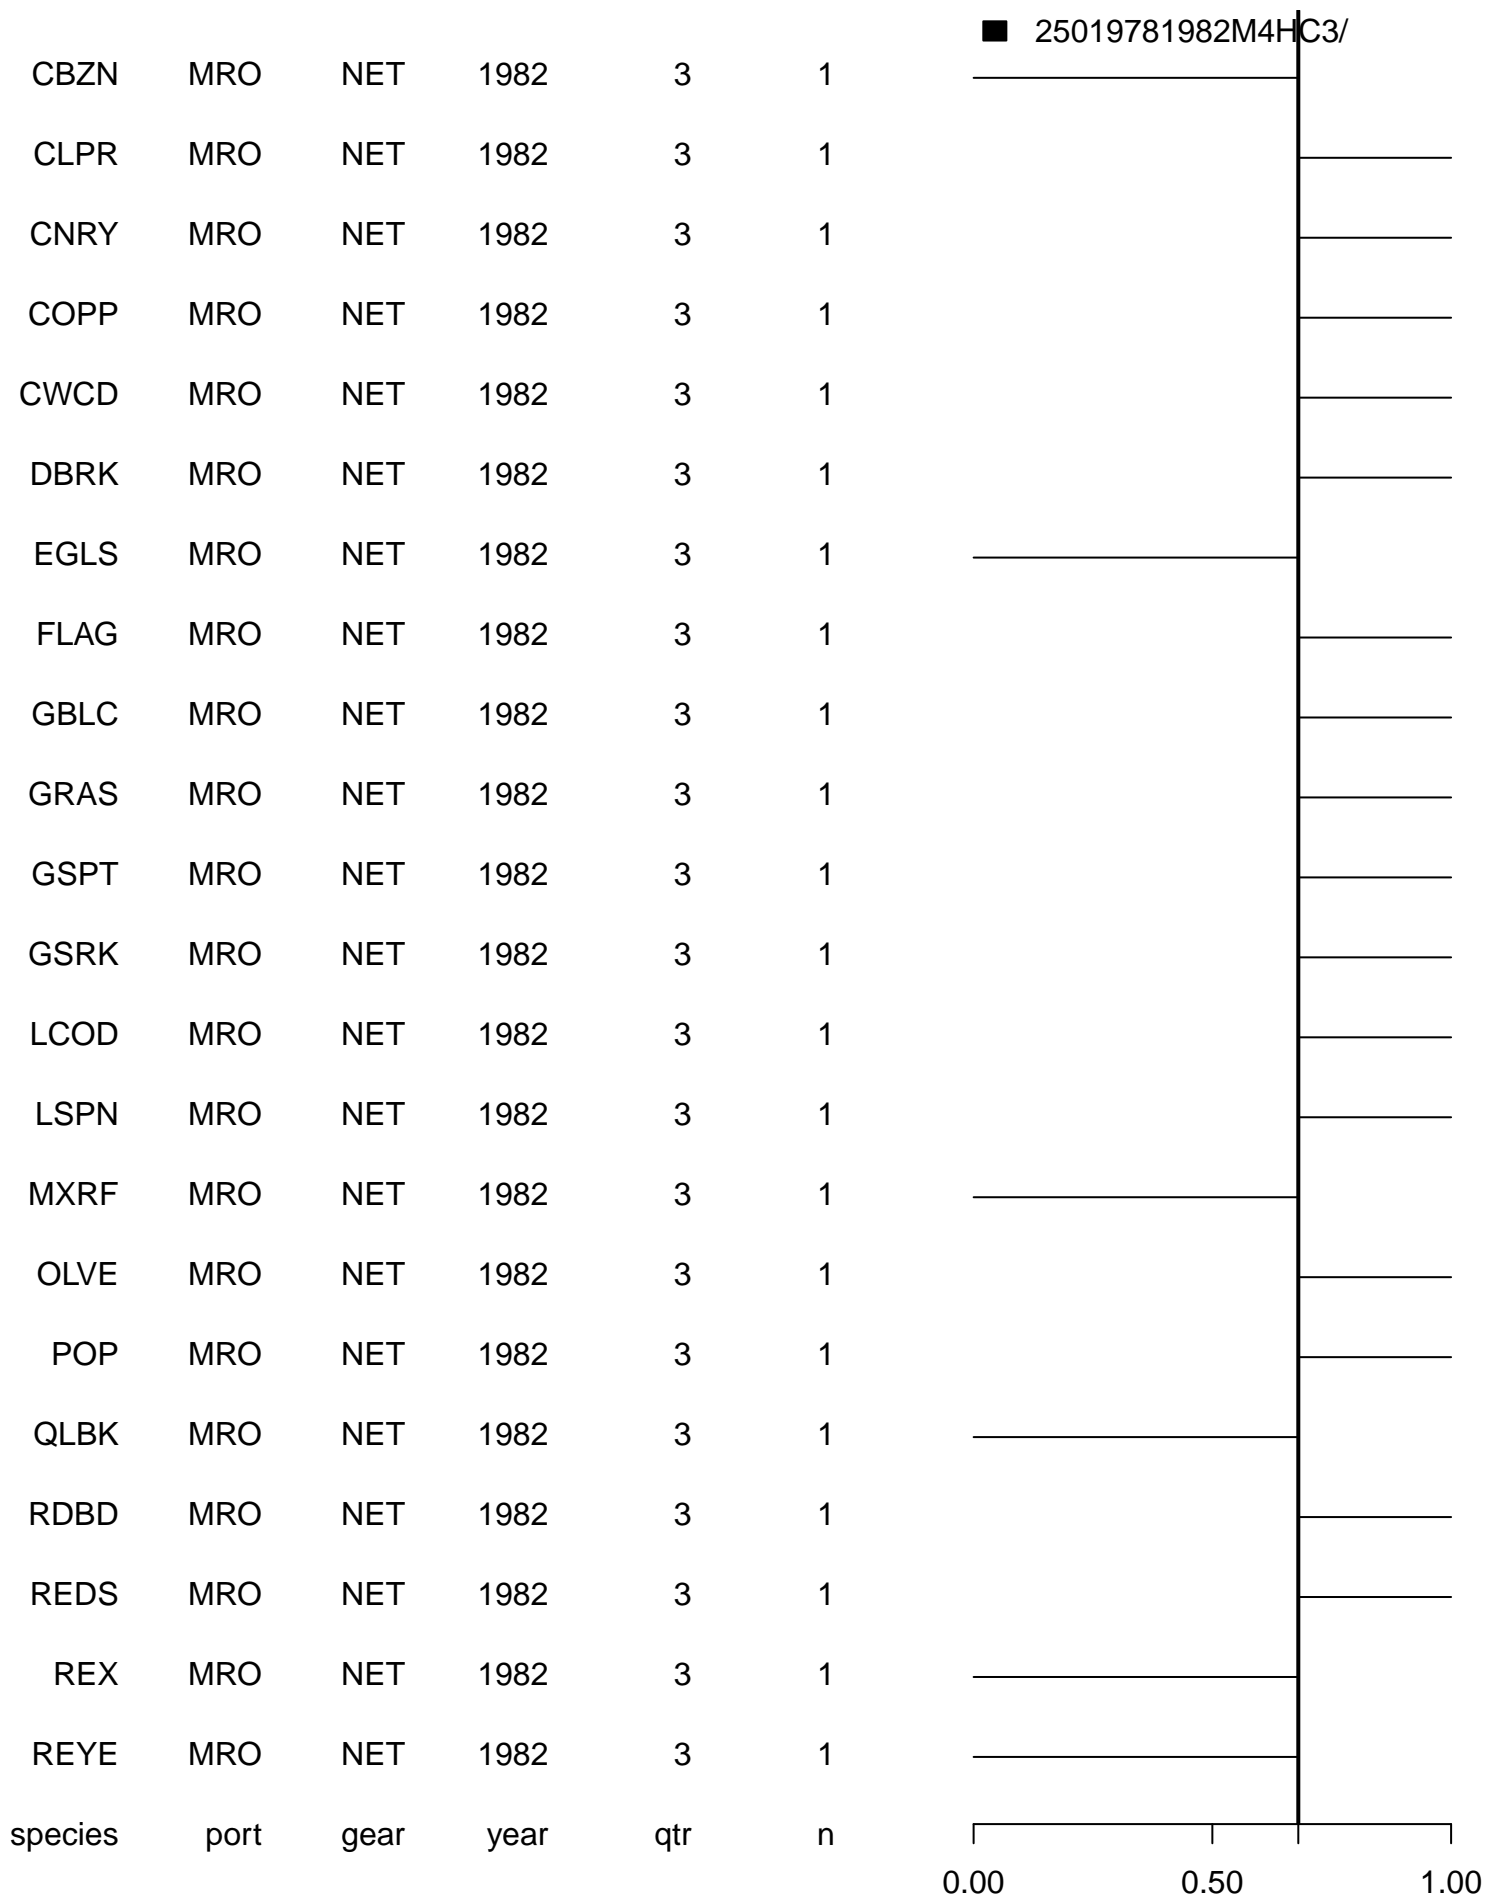 25019781982M4HC3/
CBZN MRO NET 1982 3 1
CLPR MRO NET 1982 3 1
CNRY MRO NET 1982 3 1
COPP MRO NET 1982 3 1
CWCD MRO NET 1982 3 1
DBRK MRO NET 1982 3 1
EGLS MRO NET 1982 3 1
FLAG MRO NET 1982 3 1
GBLC MRO NET 1982 3 1
GRAS MRO NET 1982 3 1
GSPT MRO NET 1982 3 1
GSRK MRO NET 1982 3 1
LCOD MRO NET 1982 3 1
LSPN MRO NET 1982 3 1
MXRF MRO NET 1982 3 1
OLVE MRO NET 1982 3 1
POP MRO NET 1982 3 1
QLBK MRO NET 1982 3 1
RDBD MRO NET 1982 3 1
REDS MRO NET 1982 3 1
REX MRO NET 1982 3 1
REYE MRO NET 1982 3 1
species port gear year qtr n
0.00 0.50 1.00